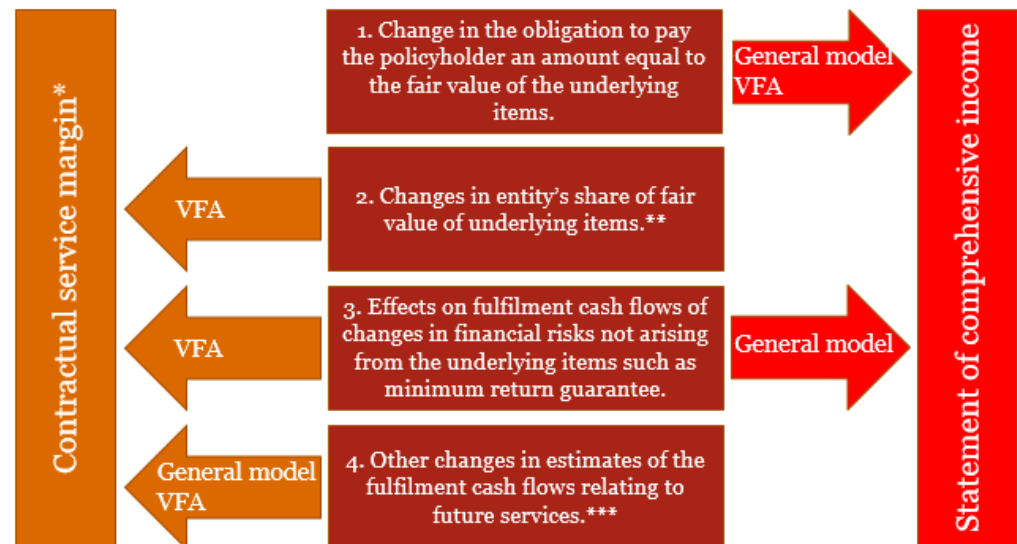 Contractual service margin*
1. Change in the obligation to pay
the policyholder an amount equal to
the fair value of the underlying
items.
General model
VFA
Statement of comprehensive income
VFA
2. Changes in entity's share of fair
value of underlying items.**
VFA
3. Effects on fulfilment cash flows of
changes in financial risks not arising
from the underlying items such as
minimum return guarantee.
General model
General model
VFA
4. Other changes in estimates of the
fulfilment cash flows relating to
future services.***